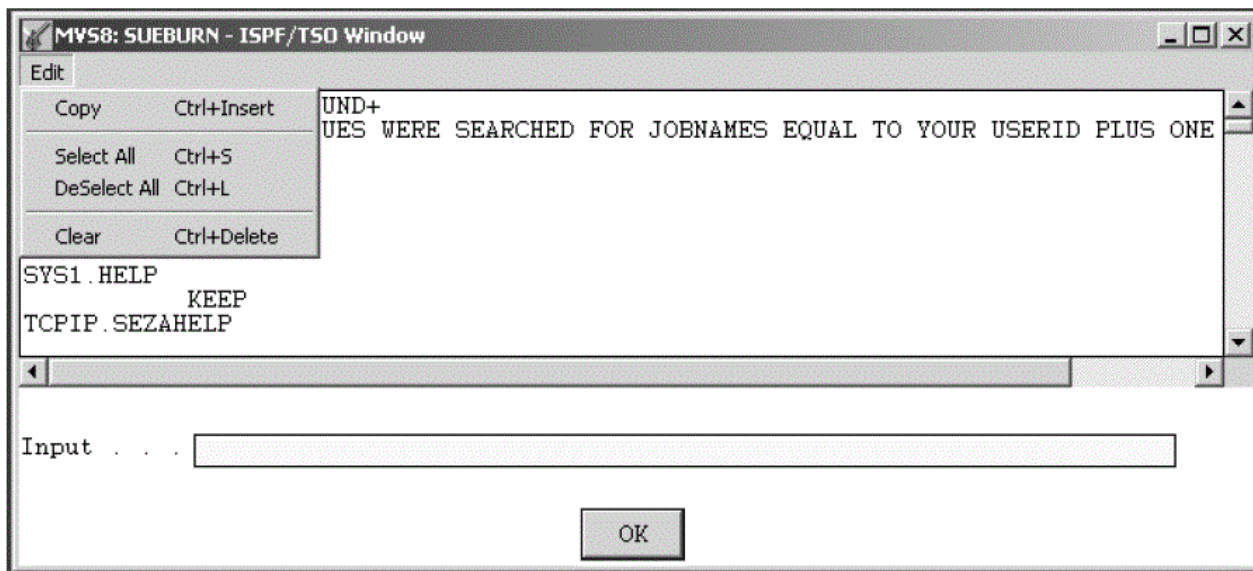 MVS8: SUEBURN - ISPF/TSO Window
Edit
Copy Ctrl+Insert
Select All Ctrl+S
DeSelect All Ctrl+L
Clear Ctrl+Delete
UND+
UES WERE SEARCHED FOR JOBNAMES EQUAL TO YOUR USERID PLUS ONE
SYS1.HELP
KEEP
TCPIP.SEZAHELP
Input . . .
OK